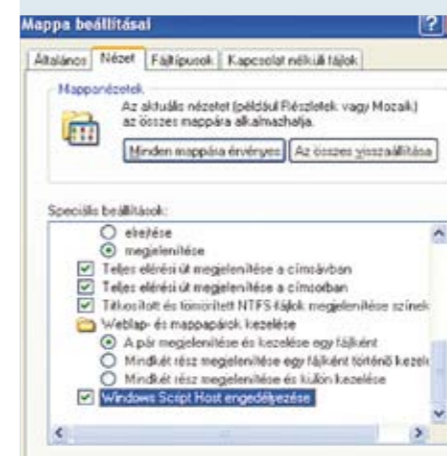 Mappa beállításai
Általános Nézet Fájltípusok Kapcsolat nélküli fájlok
Mappanézetek
Az aktuális nézetet (például Részletek vagy Mozaik)
az összes mappára alkalmazhatja.
Minden mappára érvényes Az összes visszaállítása
Speciális beállítások:
elrejtése
megjelenítése
Teljes elérési út megjelenítése a címsávban
Teljes elérési út megjelenítése a címsorban
Titkosított és tömörített NTFS-fájlok megjelenítése színek
Weblap- és mappapárok kezelése
A pár megjelenítése és kezelése egy fájlként
Mindkét rész megjelenítése egy fájlként történő kezelé
Mindkét rész megjelenítése és külön kezelése
Windows Script Host engedélyezése